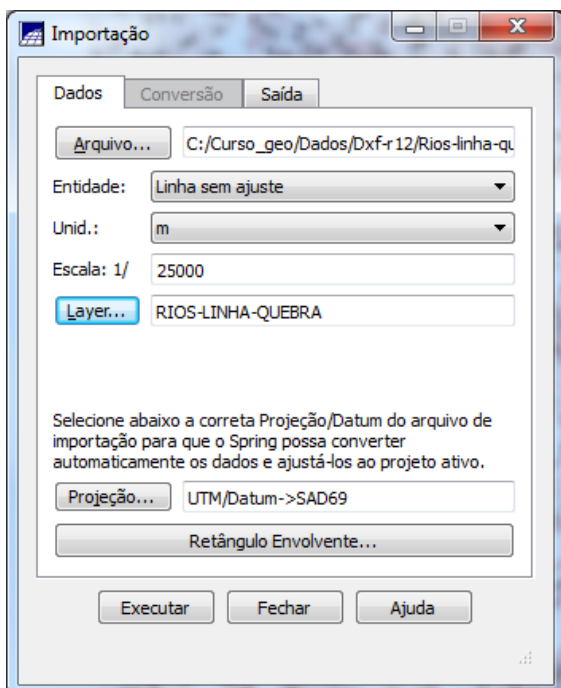 Importação
Dados Conversão Saída
Arquivo... C:/Curso_geo/Dados/Dxf-r12/Rios-linha-qu
Entidade: Linha sem ajuste
Unid.: m
Escala: 1/ 25000
Layer... RIOS-LINHA-QUEBRA
Selecione abaixo a correta Projeção/Datum do arquivo de
importação para que o Spring possa converter
automaticamente os dados e ajustá-los ao projeto ativo.
Projeção... UTM/Datum->SAD69
Retângulo Envolvente...
Executar Fechar Ajuda